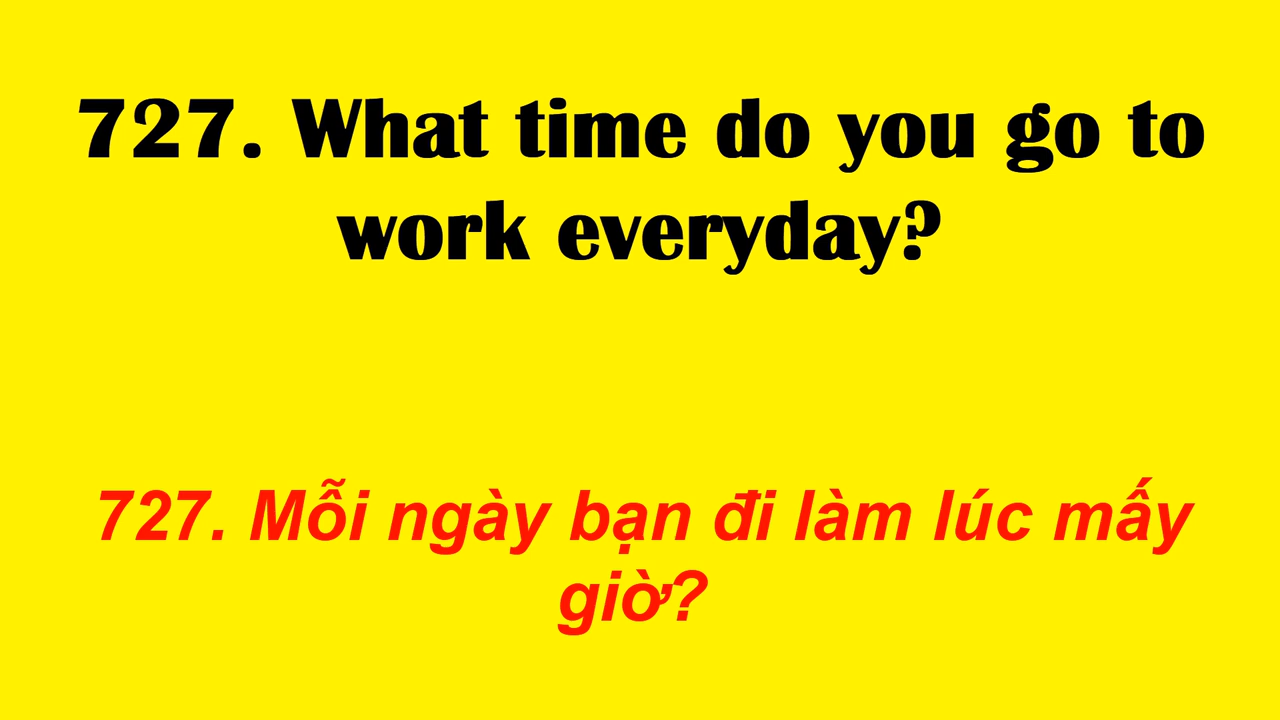 727. What time do you go to
work everyday?
727. Mỗi ngày bạn đi làm lúc mấy
giờ?